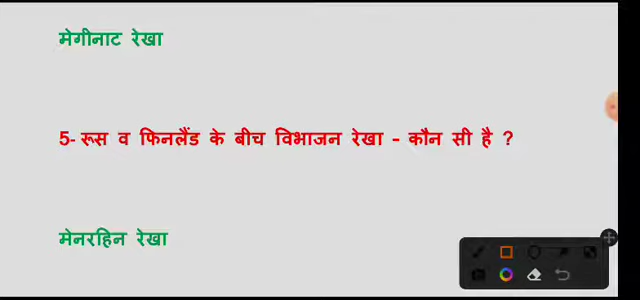 मेगीनाट रेखा
5- रूस व फिनलैंड के बीच विभाजन रेखा - कौन सी है ?
मेनरहिन रेखा